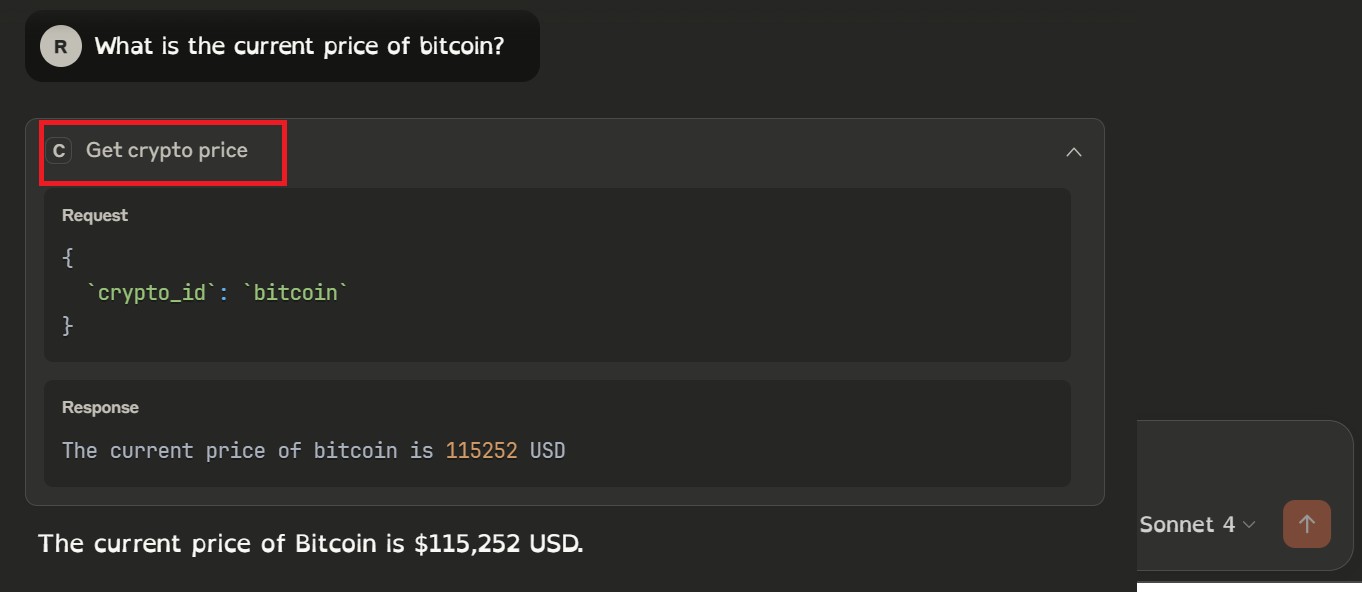 R What is the current price of bitcoin?
C Get crypto price
Request
{
`crypto_id`: `bitcoin`
}
Response
The current price of bitcoin is 115252 USD
Sonnet 4
The current price of Bitcoin is $115,252 USD.